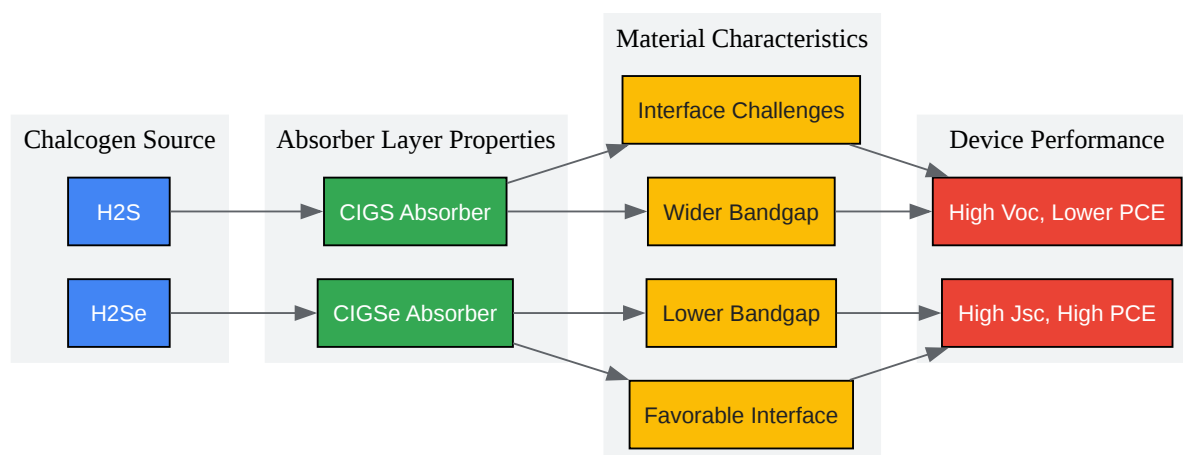 Chalcogen Source
H2S
H2Se
Absorber Layer Properties
CIGS Absorber
CIGSe Absorber
Material Characteristics
Interface Challenges
Wider Bandgap
Lower Bandgap
Favorable Interface
Device Performance
High Voc, Lower PCE
High Jsc, High PCE